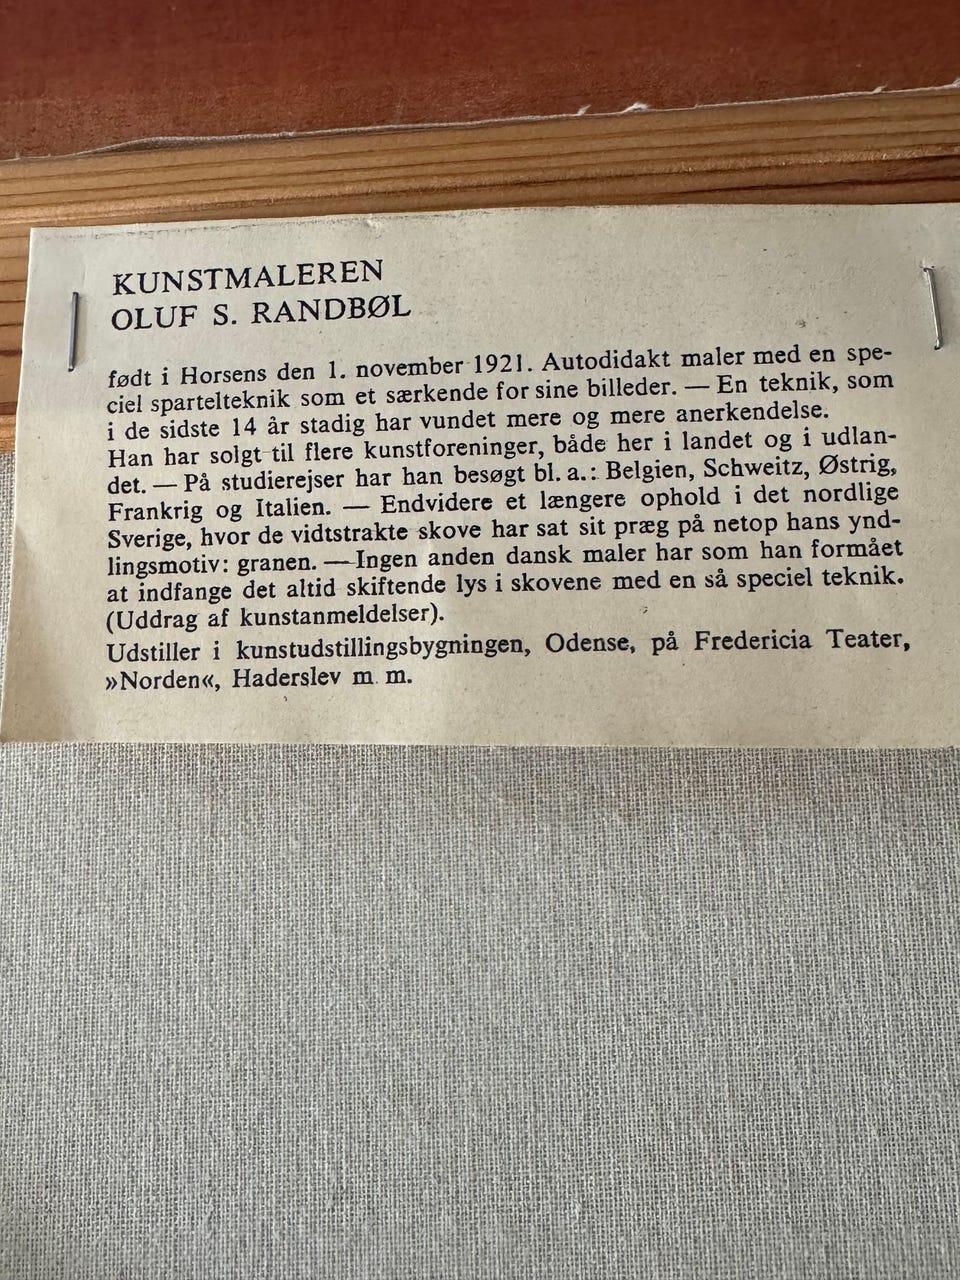 KUNSTMALEREN
OLUF S. RANDBØL
født i Horsens den 1. november 1921. Autodidakt maler med en spe-
ciel spartelteknik som et særkende for sine billeder. — En teknik, som
i de sidste 14 år stadig har vundet mere og mere anerkendelse.
Han har solgt til flere kunstforeninger, både her i landet og i udlan-
det. — På studierejser har han besøgt bl. a.: Belgien, Schweitz, Østrig,
Frankrig og Italien. — Endvidere et længere ophold i det nordlige
Sverige, hvor de vidtstrakte skove har sat sit præg på netop hans ynd-
lingsmotiv: granen. — Ingen anden dansk maler har som han formået
at indfange det altid skiftende lys i skovene med en så speciel teknik.
(Uddrag af kunstanmeldelser).
Udstiller i kunstudstillingsbygningen, Odense, på Fredericia Teater,
»Norden«, Haderslev m. m.